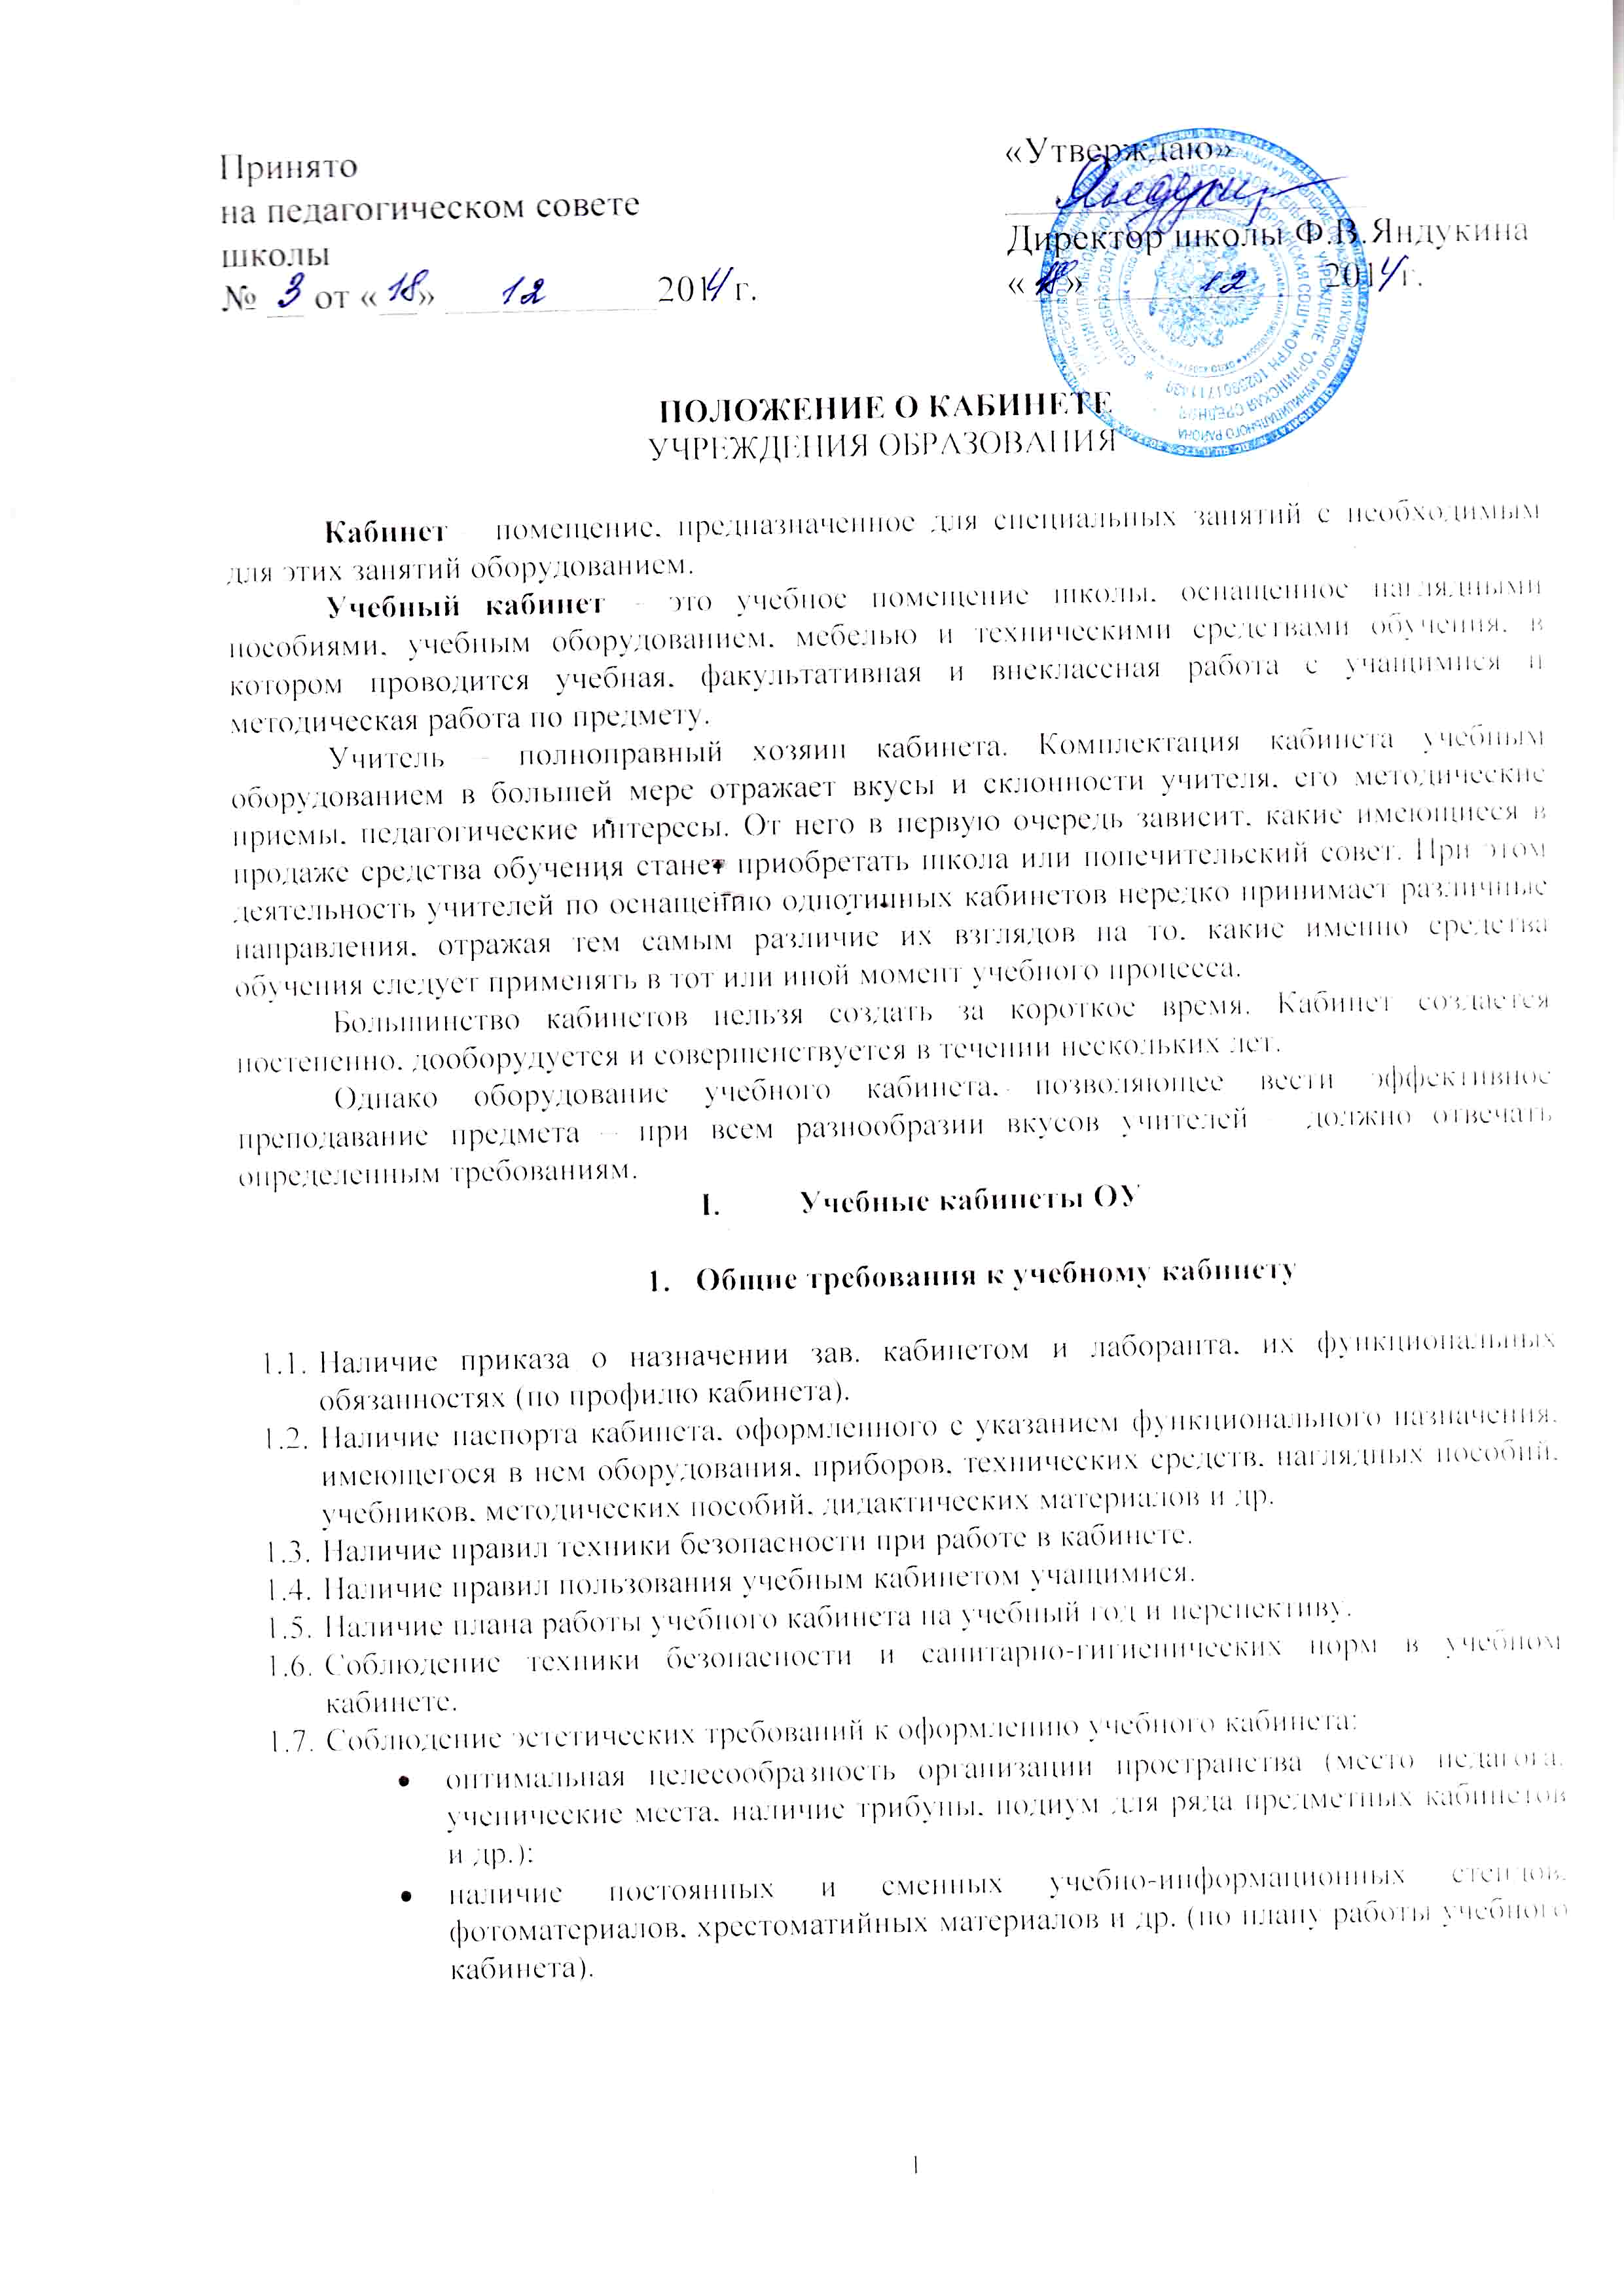 Принято
на педагогическом совете
школы
№ 3 от «18» 12 2014 г.
«Утверждаю»
Директор школы Ф.В.Яндукина
«18» 12 2014 г.
ПОЛОЖЕНИЕ О КАБИНЕТЕ
УЧРЕЖДЕНИЯ ОБРАЗОВАНИЯ
Кабинет – помещение, предназначенное для специальных занятий с необходимым
для этих занятий оборудованием.
Учебный кабинет – это учебное помещение школы, оснащенное наглядными
пособиями, учебным оборудованием, мебелью и техническими средствами обучения, в
котором проводится учебная, факультативная и внеклассная работа с учащимися и
методическая работа по предмету.
Учитель – полноправный хозяин кабинета. Комплектация кабинета учебным
оборудованием в большей мере отражает вкусы и склонности учителя, его методические
приемы, педагогические интересы. От него в первую очередь зависит, какие имеющиеся в
продаже средства обучения станет приобретать школа или попечительский совет. При этом
деятельность учителей по оснащению однотипных кабинетов нередко принимает различные
направления, отражая тем самым различие их взглядов на то, какие именно средства
обучения следует применять в тот или иной момент учебного процесса.
Большинство кабинетов нельзя создать за короткое время. Кабинет создается
постепенно, дооборудуется и совершенствуется в течении нескольких лет.
Однако оборудование учебного кабинета, позволяющее вести эффективное
преподавание предмета – при всем разнообразии вкусов учителей – должно отвечать
определенным требованиям.
I. Учебные кабинеты ОУ
1. Общие требования к учебному кабинету
1.1. Наличие приказа о назначении зав. кабинетом и лаборанта, их функциональных
обязанностях (по профилю кабинета).
1.2. Наличие паспорта кабинета, оформленного с указанием функционального назначения,
имеющегося в нем оборудования, приборов, технических средств, наглядных пособий,
учебников, методических пособий, дидактических материалов и др.
1.3. Наличие правил техники безопасности при работе в кабинете.
1.4. Наличие правил пользования учебным кабинетом учащимися.
1.5. Наличие плана работы учебного кабинета на учебный год и перспективу.
1.6. Соблюдение техники безопасности и санитарно-гигиенических норм в учебном
кабинете.
1.7. Соблюдение эстетических требований к оформлению учебного кабинета:
• оптимальная целесообразность организации пространства (место педагога,
ученические места, наличие трибуны, подиум для ряда предметных кабинетов
и др.);
• наличие постоянных и сменных учебно-информационных стендов,
фотоматериалов, хрестоматийных материалов и др. (по плану работы учебного
кабинета).
1